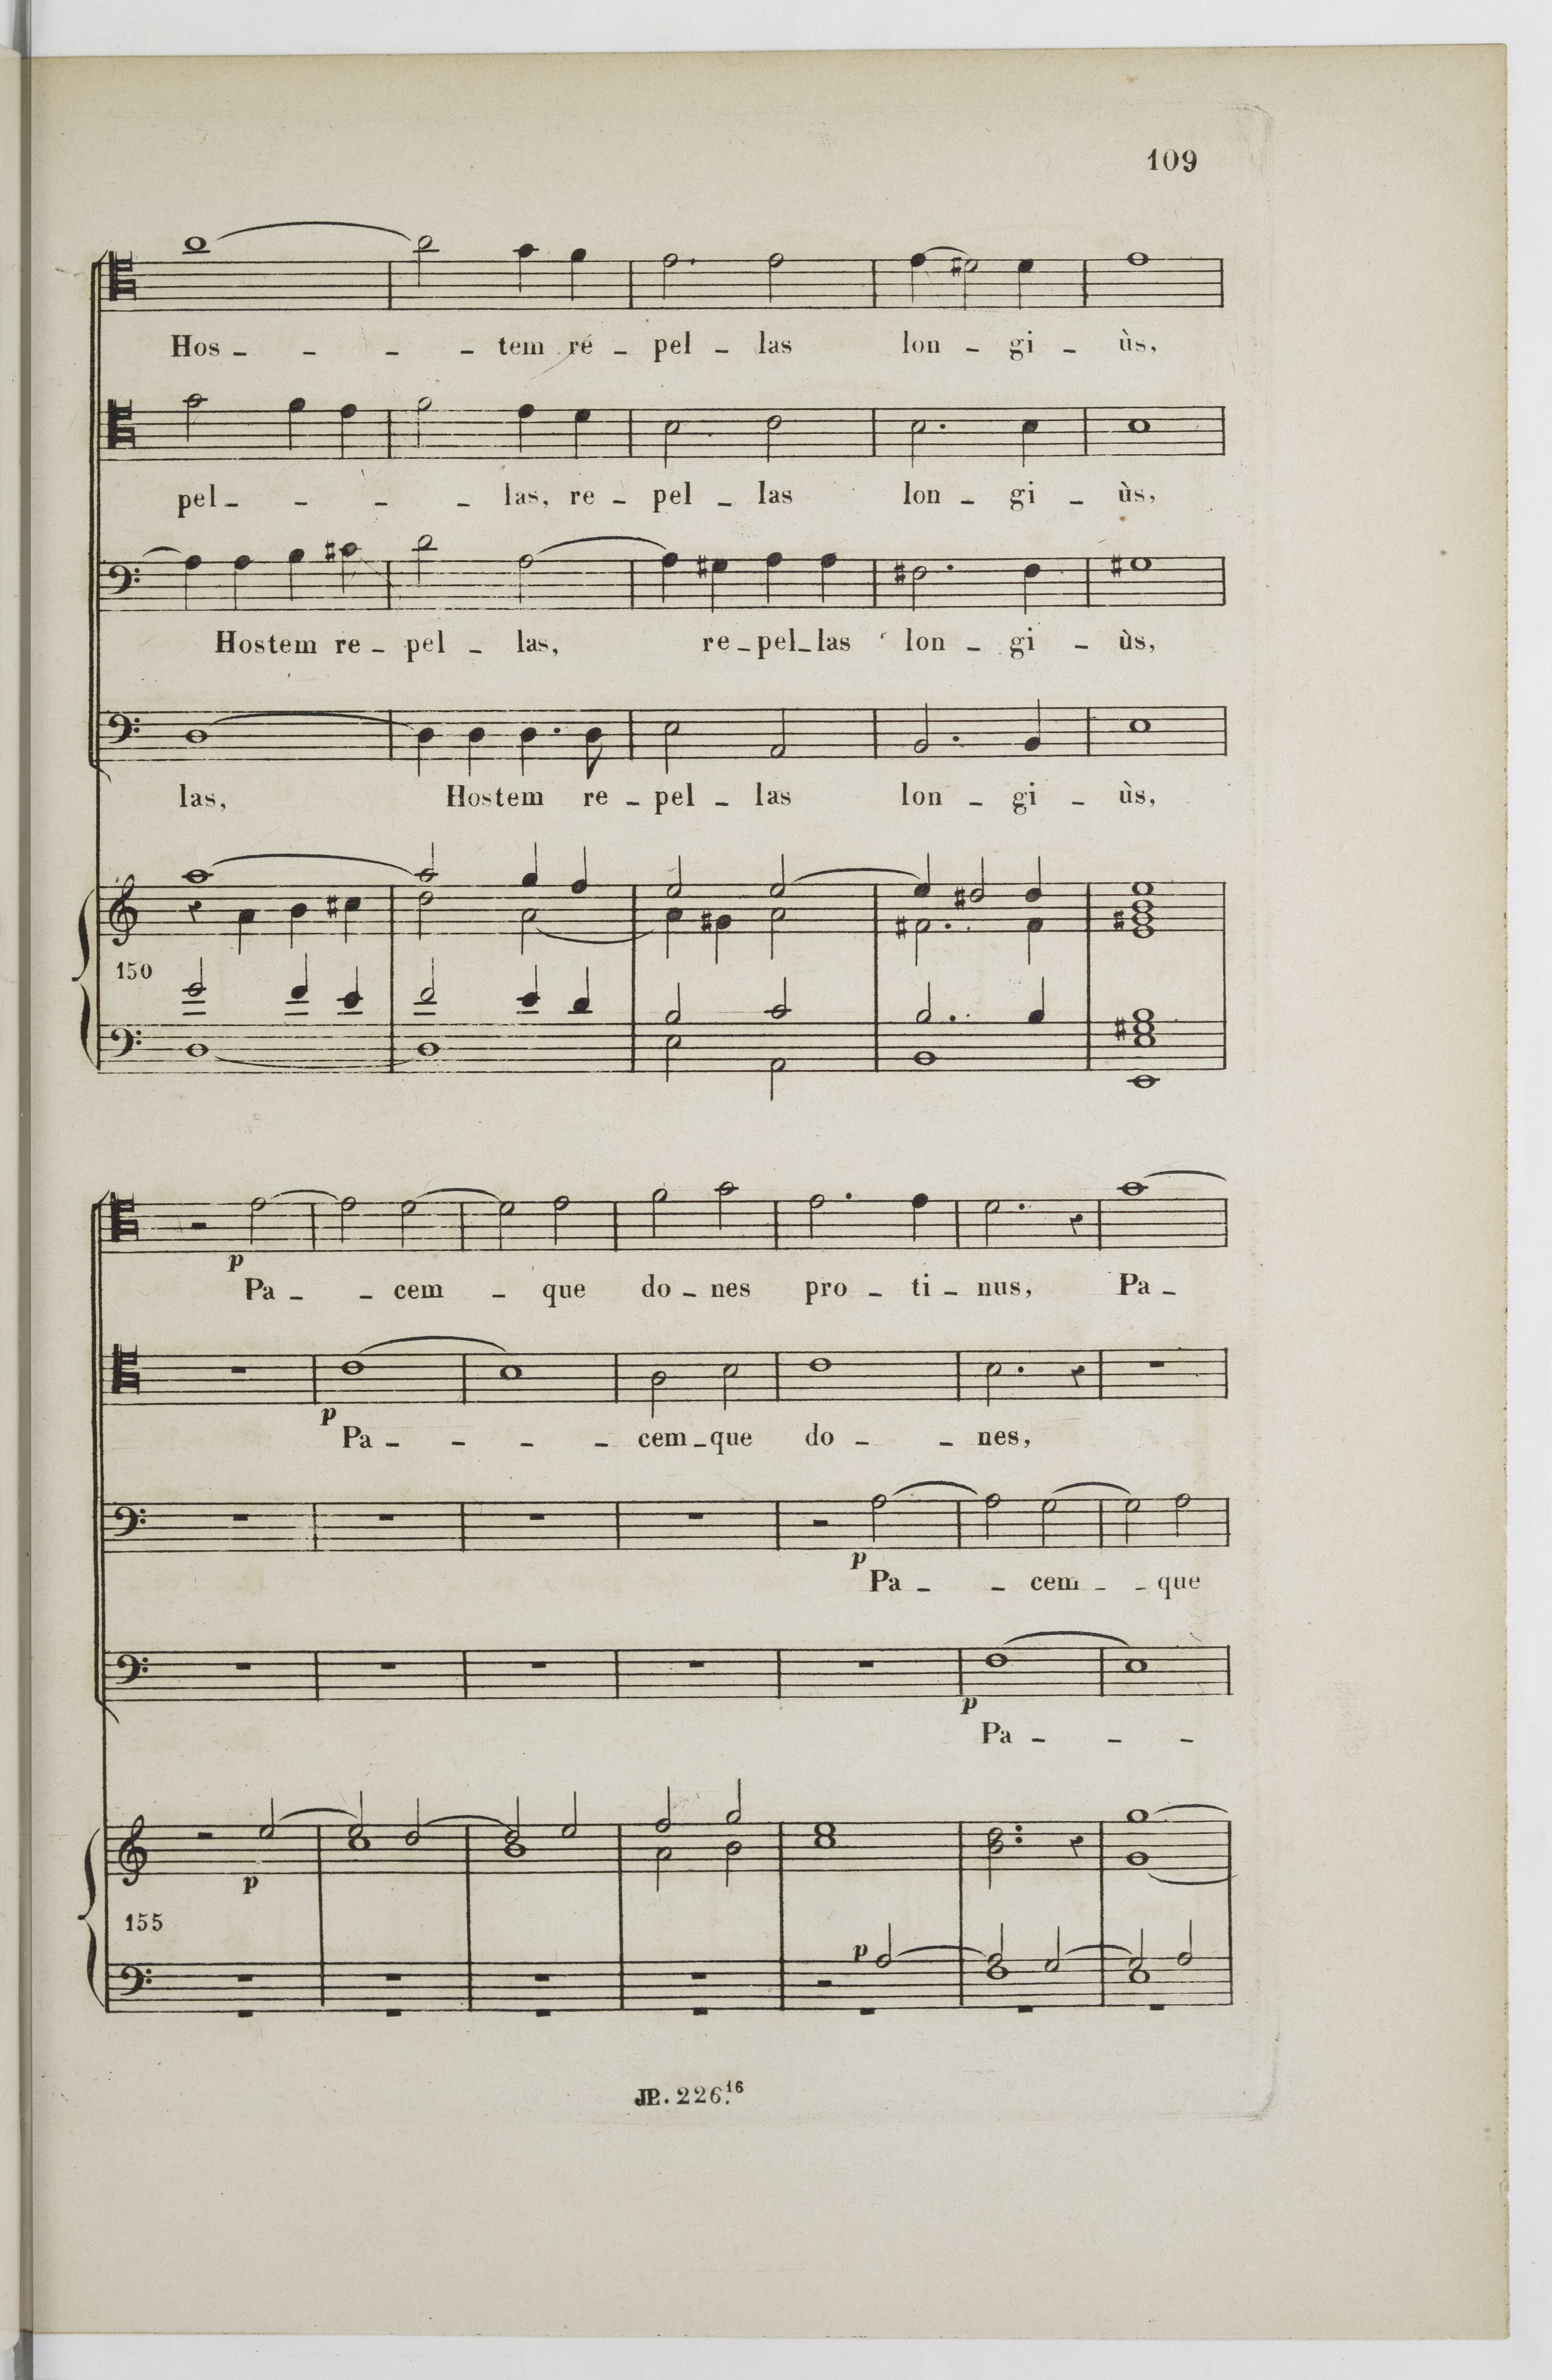 109
Hos - - - - tem ré - pel - las lon - gi - ùs,
pel - - - - las, re - pel - las lon - gi - ùs,
Hostem re - pel - las, re - pel - las lon - gi - ùs,
las, Hostem re - pel - las lon - gi - ùs,
150
p
Pa - - cem - que do - nes pro - ti - nus, Pa -
p
Pa - - - - cem - que do - - nes,
p
Pa - - cem - - que
p
Pa - - -
p
155
p
JP. 226.16